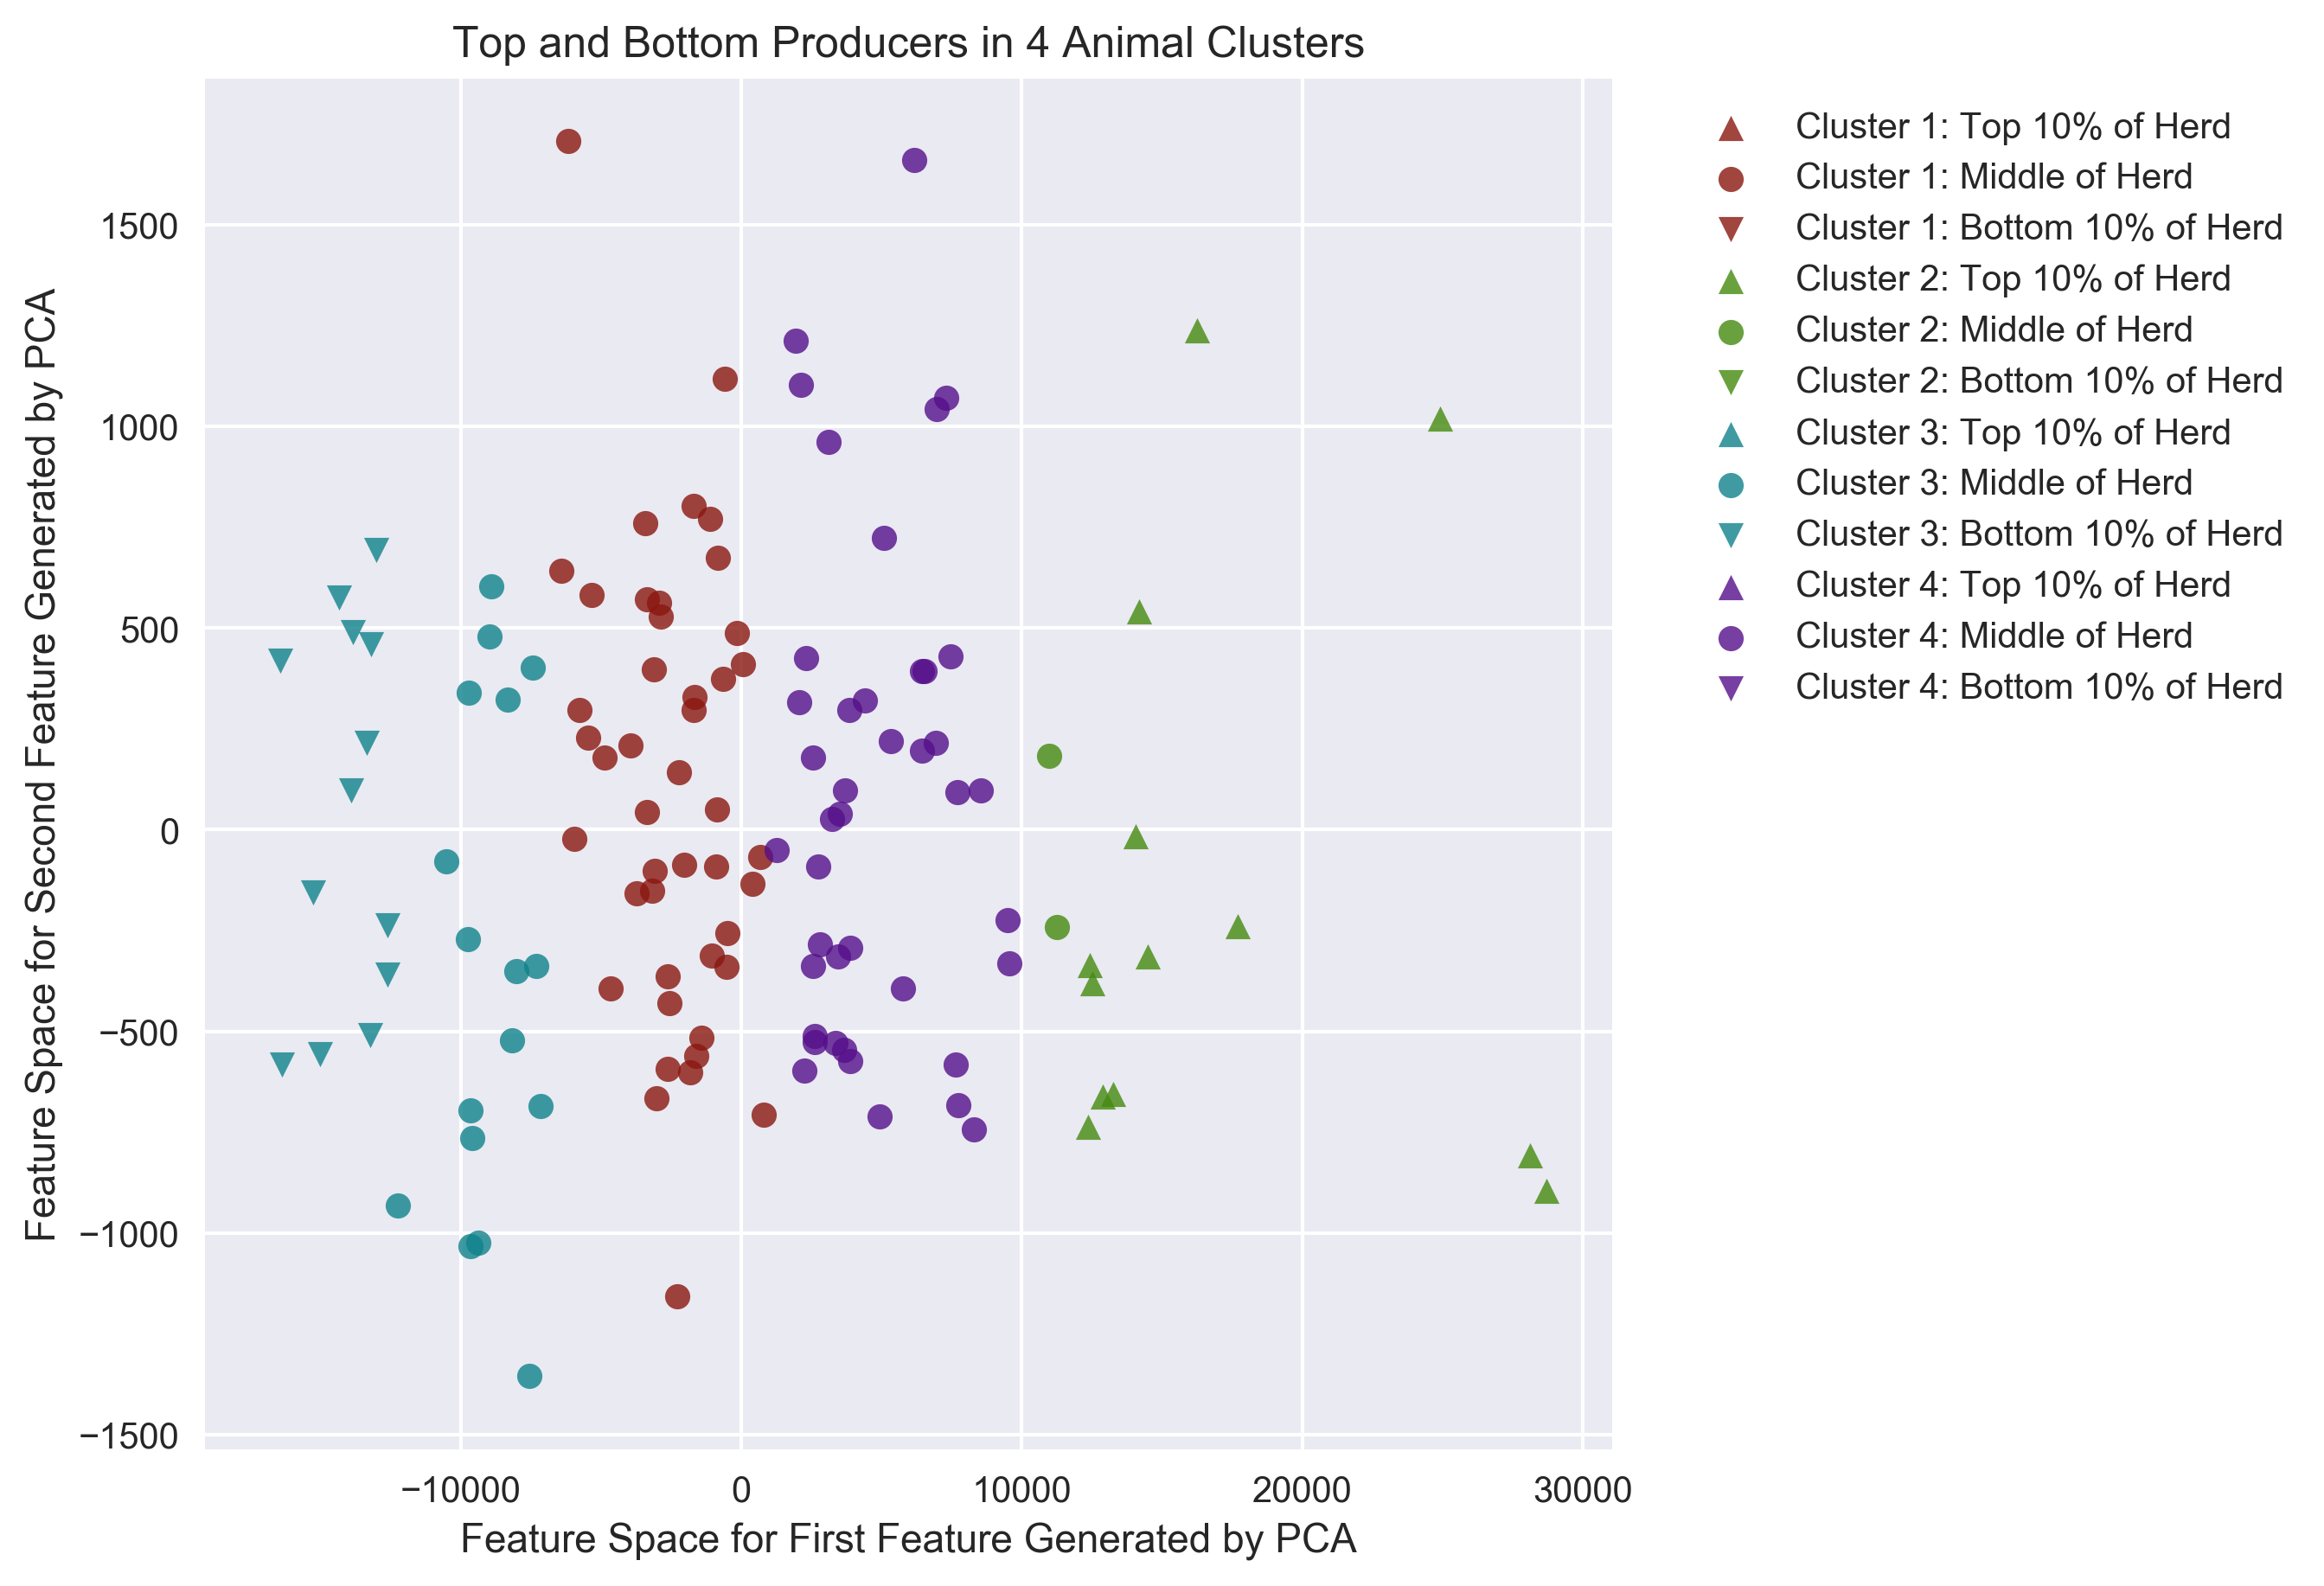 Top and Bottom Producers in 4 Animal Clusters
Feature Space for Second Feature Generated by PCA
1500
1000
500
0
−500
−1000
−1500
−10000
0
10000
20000
30000
Feature Space for First Feature Generated by PCA
Cluster 1: Top 10% of Herd
Cluster 1: Middle of Herd
Cluster 1: Bottom 10% of Herd
Cluster 2: Top 10% of Herd
Cluster 2: Middle of Herd
Cluster 2: Bottom 10% of Herd
Cluster 3: Top 10% of Herd
Cluster 3: Middle of Herd
Cluster 3: Bottom 10% of Herd
Cluster 4: Top 10% of Herd
Cluster 4: Middle of Herd
Cluster 4: Bottom 10% of Herd